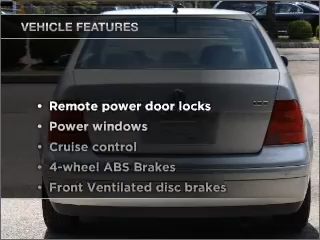 VEHICLE FEATURES
• Remote power door locks
• Power windows
• Cruise control
• 4-wheel ABS Brakes
• Front Ventilated disc brakes